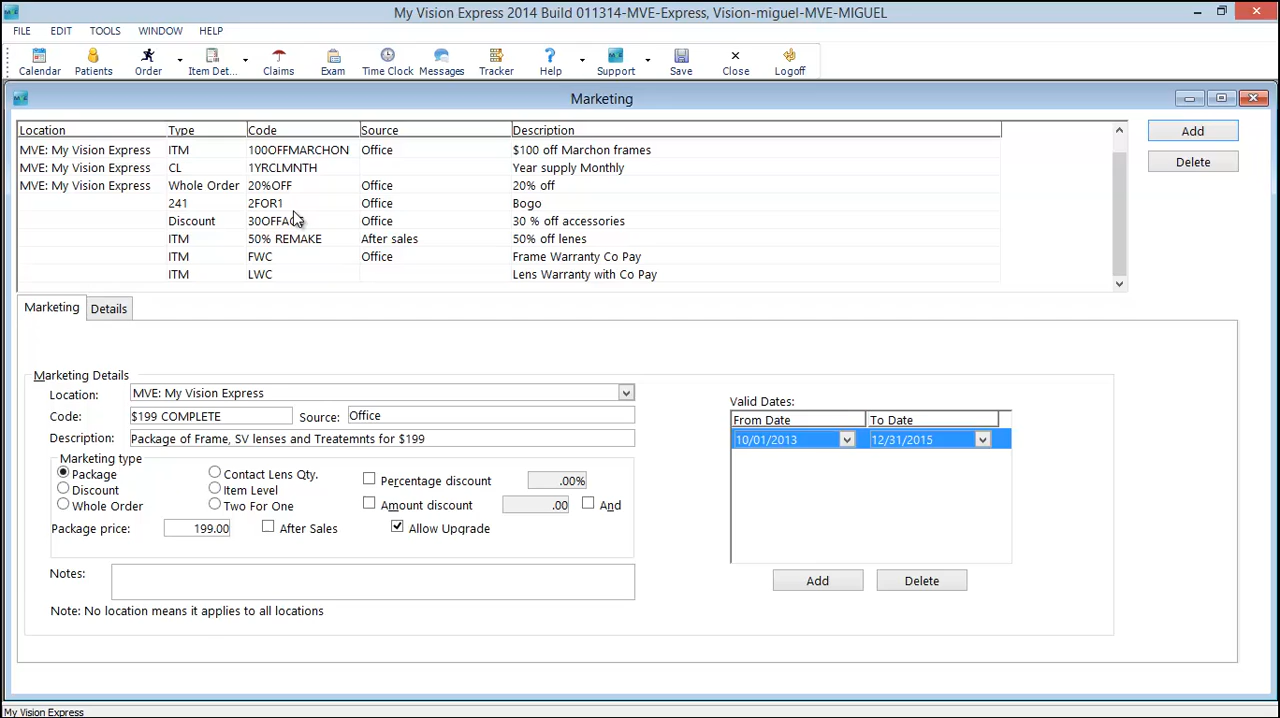 My Vision Express 2014 Build 011314-MVE-Express, Vision-miguel-MVE-MIGUEL
FILE EDIT TOOLS WINDOW HELP
Calendar Patients Order Item Det... Claims Exam Time Clock Messages Tracker Help Support Save Close Logoff
Marketing
Location Type Code Source Description
MVE: My Vision Express ITM 100OFFMARCHON Office $100 off Marchon frames
MVE: My Vision Express CL 1YRCLMNTH Year supply Monthly
MVE: My Vision Express Whole Order 20%OFF Office 20% off
241 2FOR1 Office Bogo
Discount Office 30 % off accessories
ITM 50% REMAKE After sales 50% off lenes
ITM FWC Office Frame Warranty Co Pay
ITM LWC Lens Warranty with Co Pay
Add
Delete
Marketing Details
Marketing Details
Location: MVE: My Vision Express
Code: $199 COMPLETE Source: Office
Description: Package of Frame, SV lenses and Treatemnts for $199
Marketing type
Package Contact Lens Qty. Percentage discount .00%
Discount Item Level
Whole Order Two For One Amount discount .00 And
Package price: 199.00 After Sales Allow Upgrade
Notes:
Note: No location means it applies to all locations
Valid Dates:
From Date To Date
10/01/2013 12/31/2015
Add Delete
My Vision Express